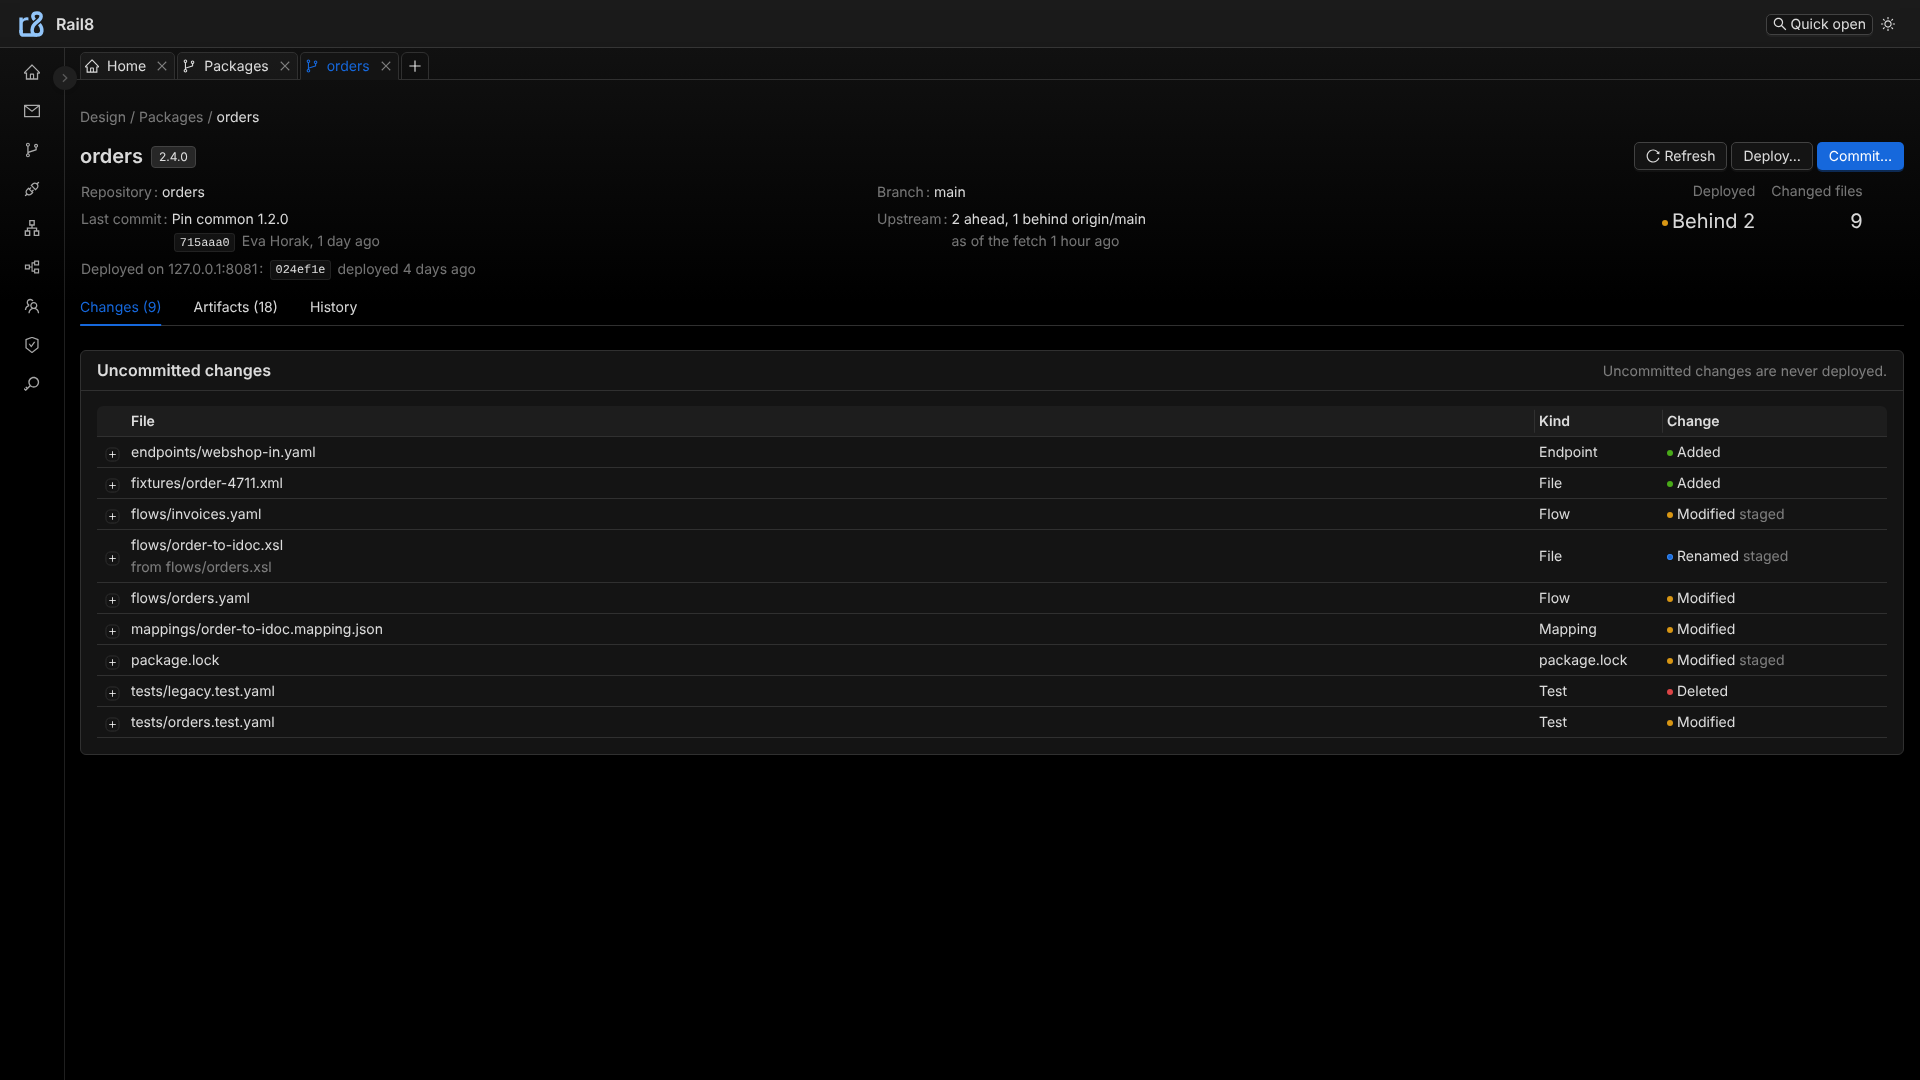 Rail8
Quick open
Home
Packages
orders
Design / Packages / orders
orders 2.4.0
Refresh
Deploy...
Commit...
Repository: orders
Branch: main
Deployed
Changed files
Last commit: Pin common 1.2.0
Upstream: 2 ahead, 1 behind origin/main
Behind 2
9
715aaa0 Eva Horak, 1 day ago
as of the fetch 1 hour ago
Deployed on 127.0.0.1:8081: 024ef1e deployed 4 days ago
Changes (9)
Artifacts (18)
History
Uncommitted changes
Uncommitted changes are never deployed.
File Kind Change
endpoints/webshop-in.yaml Endpoint Added
fixtures/order-4711.xml File Added
flows/invoices.yaml Flow Modified staged
flows/order-to-idoc.xsl File Renamed staged
from flows/orders.xsl
flows/orders.yaml Flow Modified
mappings/order-to-idoc.mapping.json Mapping Modified
package.lock package.lock Modified staged
tests/legacy.test.yaml Test Deleted
tests/orders.test.yaml Test Modified